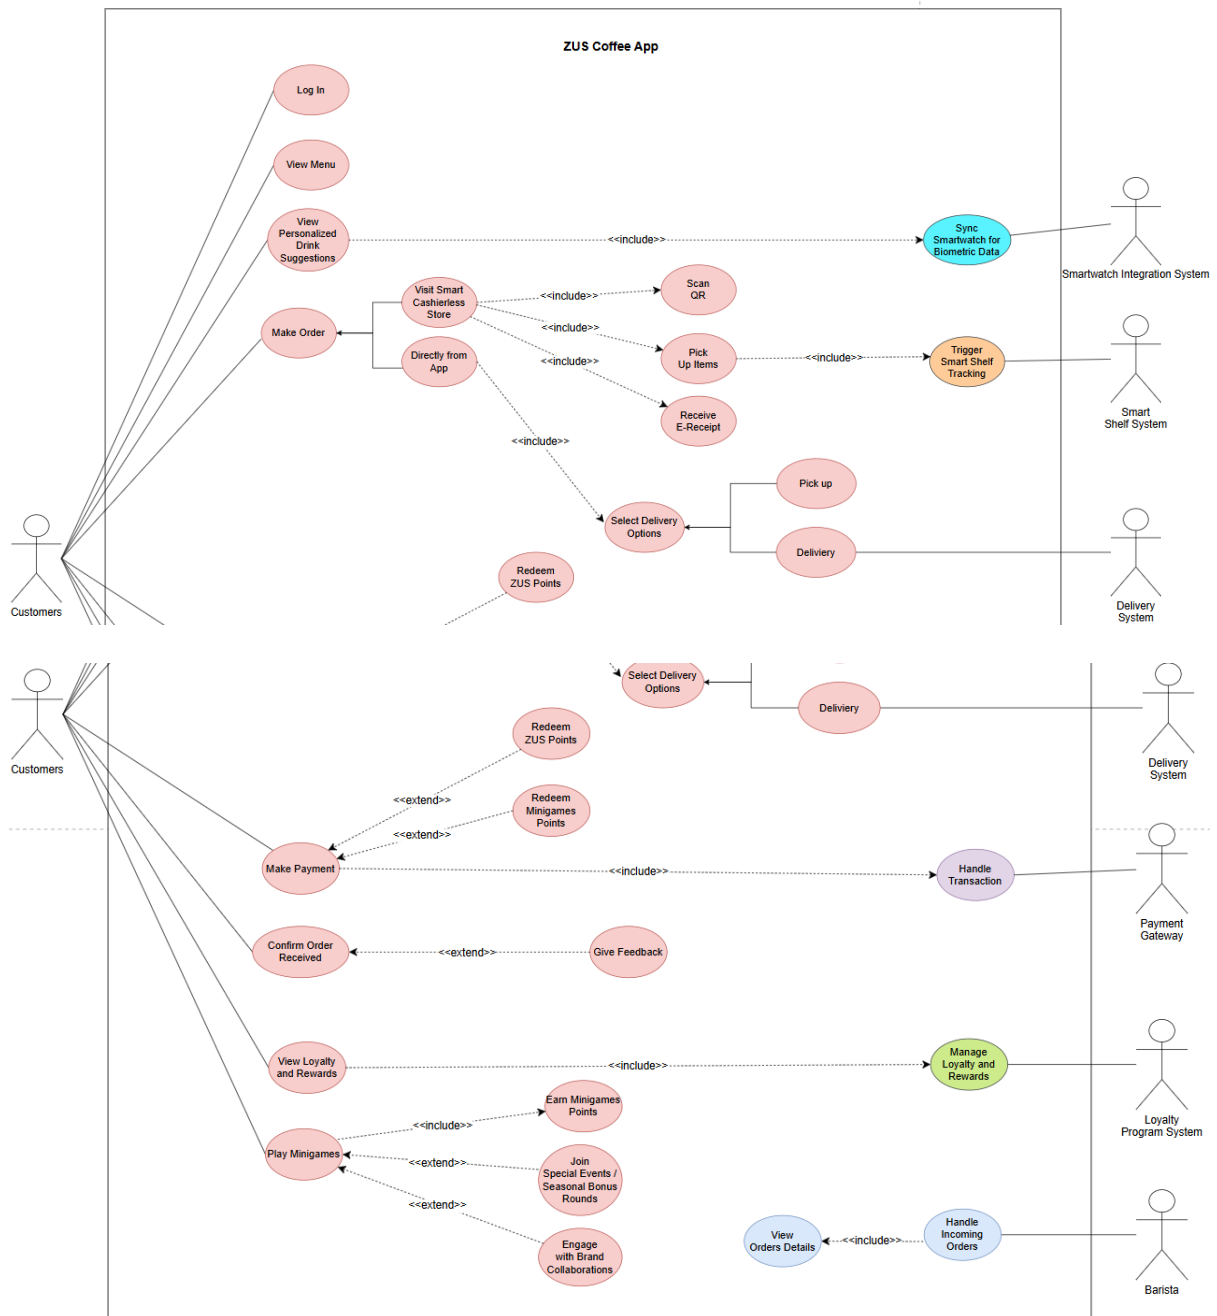 ZUS Coffee App
Log In
View Menu
View
Personalized
Drink
Suggestions
<<include>>
Sync
Smartwatch for
Biometric Data
Smartwatch Integration System
Make Order
Visit Smart
Cashierless
Store
<<include>>
Scan
QR
<<include>>
Pick
Up Items
<<include>>
Trigger
Smart Shelf
Tracking
Smart
Shelf System
Directly from
App
<<include>>
Receive
E-Receipt
<<include>>
Select Delivery
Options
Pick up
Deliviery
Delivery
System
Customers
Redeem
ZUS Points
Select Delivery
Options
Deliviery
Delivery
System
Customers
Redeem
ZUS Points
<<extend>>
Redeem
Minigames
Points
<<extend>>
Make Payment
<<include>>
Handle
Transaction
Payment
Gateway
Confirm Order
Received
<<extend>>
Give Feedback
View Loyalty
and Rewards
<<include>>
Manage
Loyalty and
Rewards
Loyalty
Program System
Earn Minigames
Points
<<include>>
Play Minigames
<<extend>>
Join
Special Events /
Seasonal Bonus
Rounds
<<extend>>
Engage
with Brand
Collaborations
View
Orders Details
<<include>>
Handle
Incoming
Orders
Barista